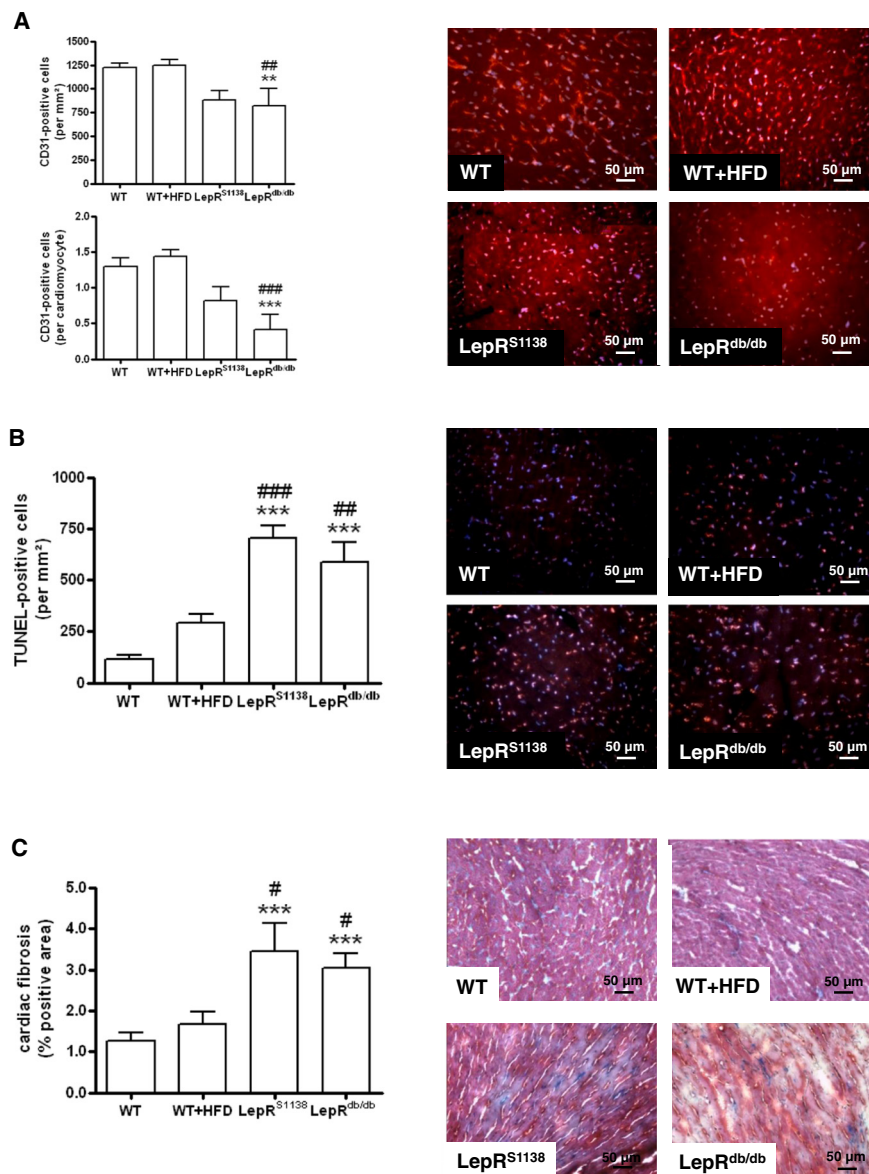 A
CD31-positive cells
(per mm²)
1500
1250
1000
750
500
250
0
##
**
WT WT+HFD LepR^S1138 LepR^db/db
CD31-positive cells
(per cardiomyocyte)
2.0
1.5
1.0
0.5
0.0
###
***
WT WT+HFD LepR^S1138 LepR^db/db
WT
50 µm
WT+HFD
50 µm
LepR^S1138
50 µm
LepR^db/db
50 µm
B
TUNEL-positive cells
(per mm²)
1000
750
500
250
0
###
***
##
***
WT WT+HFD LepR^S1138 LepR^db/db
WT
50 µm
WT+HFD
50 µm
LepR^S1138
50 µm
LepR^db/db
50 µm
C
cardiac fibrosis
(% positive area)
5.0
4.0
3.0
2.0
1.0
0.0
#
***
#
***
WT WT+HFD LepR^S1138 LepR^db/db
WT
50 µm
WT+HFD
50 µm
LepR^S1138
50 µm
LepR^db/db
50 µm